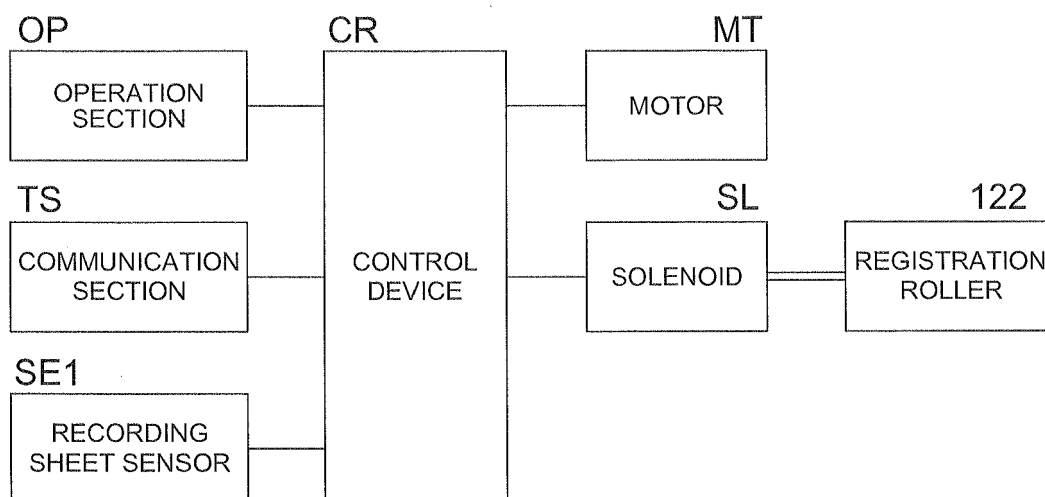 OP
OPERATION
SECTION
TS
COMMUNICATION
SECTION
SE1
RECORDING
SHEET SENSOR
CR
CONTROL
DEVICE
MT
MOTOR
SL
SOLENOID
122
REGISTRATION
ROLLER